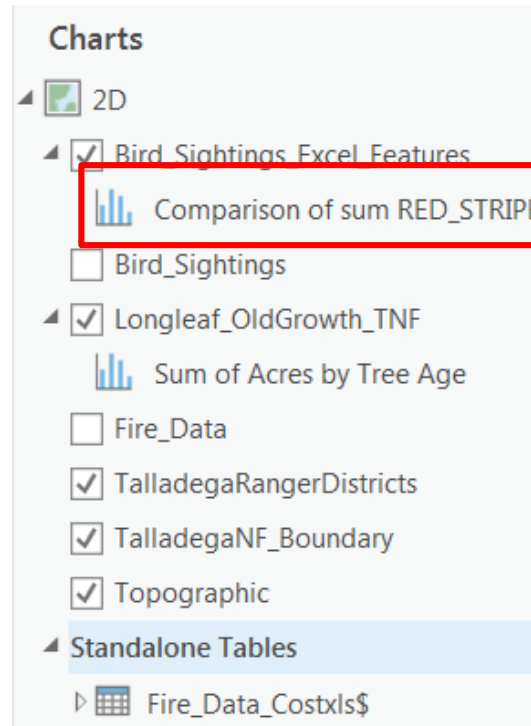 Charts
2D
Bird_Sightings_Excel_Features
Comparison of sum RED_STRIP
Bird_Sightings
Longleaf_OldGrowth_TNF
Sum of Acres by Tree Age
Fire_Data
TalladegaRangerDistricts
TalladegaNF_Boundary
Topographic
Standalone Tables
Fire_Data_Costxls$